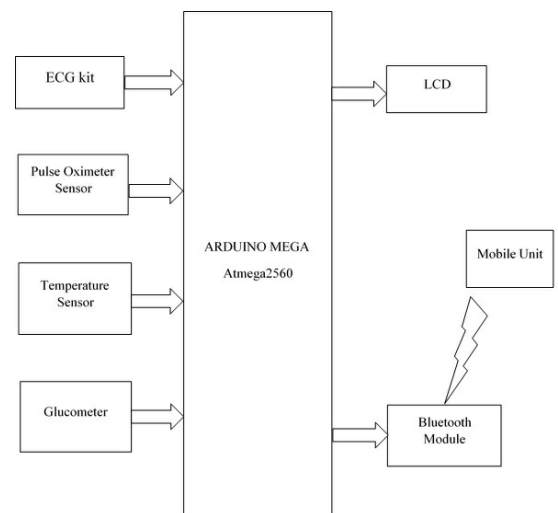 ECG kit
Pulse Oximeter
Sensor
Temperature
Sensor
Glucometer
ARDUINO MEGA
Atmega2560
LCD
Mobile Unit
Bluetooth
Module